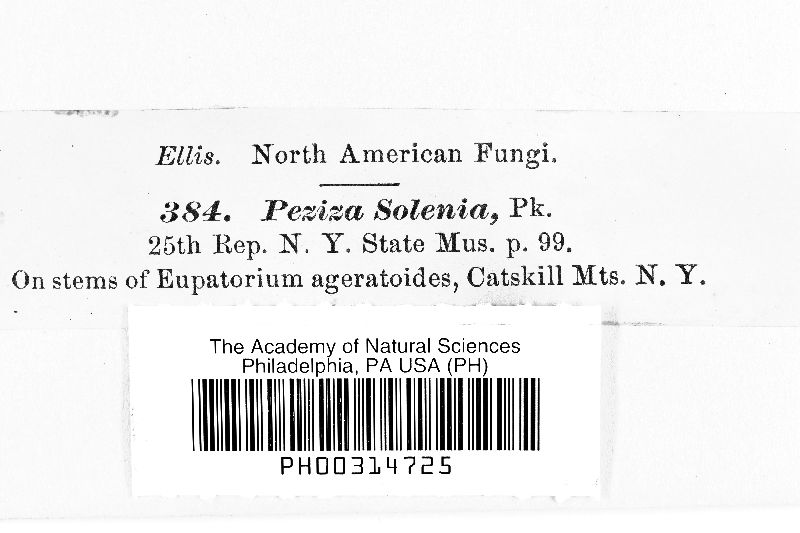 Ellis. North American Fungi.
384. Peziza Solenia, Pk.
25th Rep. N. Y. State Mus. p. 99.
On stems of Eupatorium ageratoides, Catskill Mts. N. Y.
The Academy of Natural Sciences
Philadelphia, PA USA (PH)
PH00314725